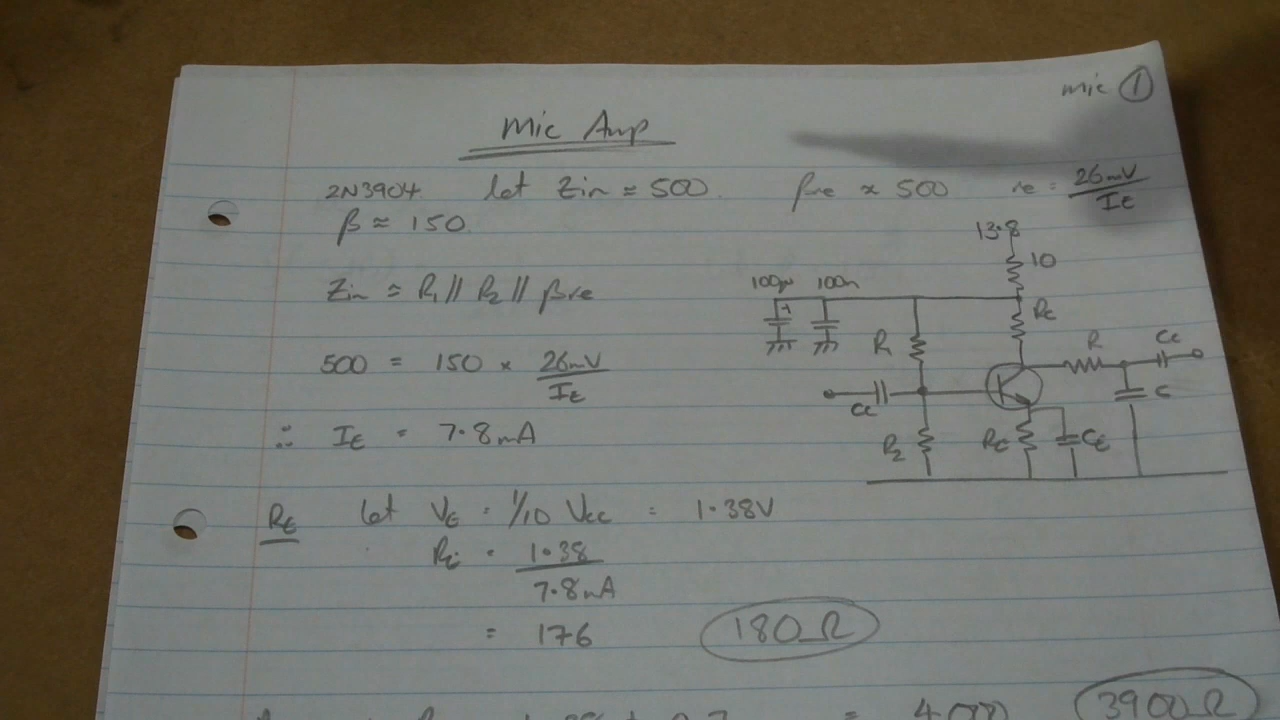 mic 1
Mic Amp
2N3904 let Zin ≈ 500 βre ≈ 500 re = 26mV / IE
β ≈ 150
13.8
10
Zin ≈ R1 // R2 // βre
100µ 100n
RC
R1
R
Cc
500 = 150 × 26mV / IE
Cc
C
R2
RE
CE
∴ IE = 7.8mA
RE let VE = 1/10 Vcc = 1.38V
RE = 1.38 / 7.8mA
= 176 180Ω
= 3900Ω